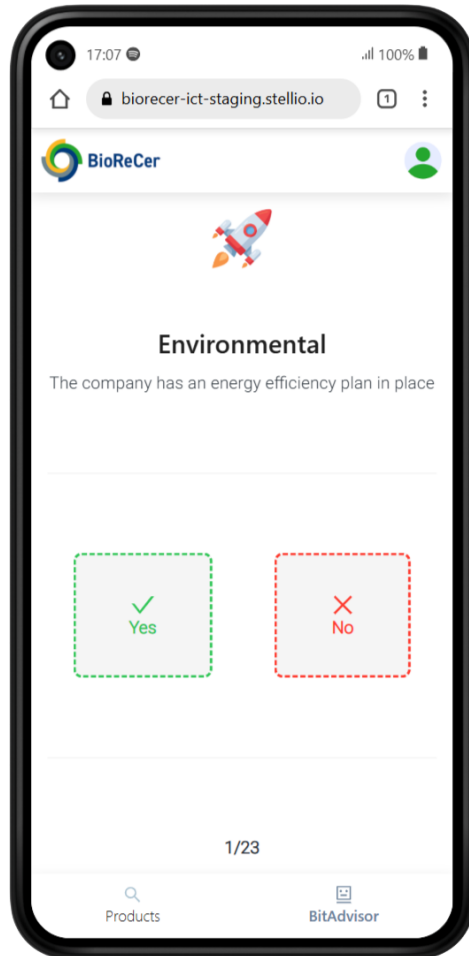 17:07 100%
biorecer-ict-staging.stellio.io 1
BioReCer
Environmental
The company has an energy efficiency plan in place
Yes No
1/23
Products BitAdvisor